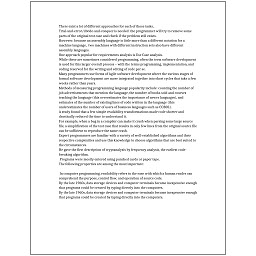 There exist a lot of different approaches for each of those tasks.
Trial-and-error/divide-and-conquer is needed: the programmer will try to remove some
parts of the original test case and check if the problem still exists.
However, because an assembly language is little more than a different notation for a
machine language, two machines with different instruction sets also have different
assembly languages.
One approach popular for requirements analysis is Use Case analysis.
While these are sometimes considered programming, often the term software development
is used for this larger overall process – with the terms programming, implementation, and
coding reserved for the writing and editing of code per se.
Many programmers use forms of Agile software development where the various stages of
formal software development are more integrated together into short cycles that take a few
weeks rather than years.
Methods of measuring programming language popularity include: counting the number of
job advertisements that mention the language, the number of books sold and courses
teaching the language (this overestimates the importance of newer languages), and
estimates of the number of existing lines of code written in the language (this
underestimates the number of users of business languages such as COBOL).
A study found that a few simple readability transformations made code shorter and
drastically reduced the time to understand it.
For example, when a bug in a compiler can make it crash when parsing some large source
file, a simplification of the test case that results in only few lines from the original source file
can be sufficient to reproduce the same crash.
Expert programmers are familiar with a variety of well-established algorithms and their
respective complexities and use this knowledge to choose algorithms that are best suited to
the circumstances.
He gave the first description of cryptanalysis by frequency analysis, the earliest code-
breaking algorithm.
Programs were mostly entered using punched cards or paper tape.
The following properties are among the most important:
In computer programming, readability refers to the ease with which a human reader can
comprehend the purpose, control flow, and operation of source code.
By the late 1960s, data storage devices and computer terminals became inexpensive enough
that programs could be created by typing directly into the computers.
By the late 1960s, data storage devices and computer terminals became inexpensive enough
that programs could be created by typing directly into the computers.